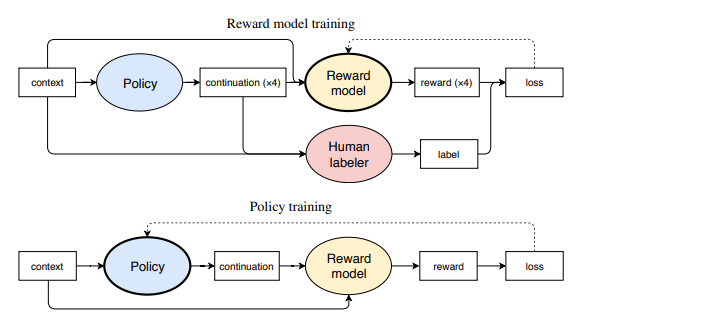 Reward model training
context
Policy
continuation (×4)
Reward
model
reward (×4)
loss
Human
labeler
label
Policy training
context
Policy
continuation
Reward
model
reward
loss